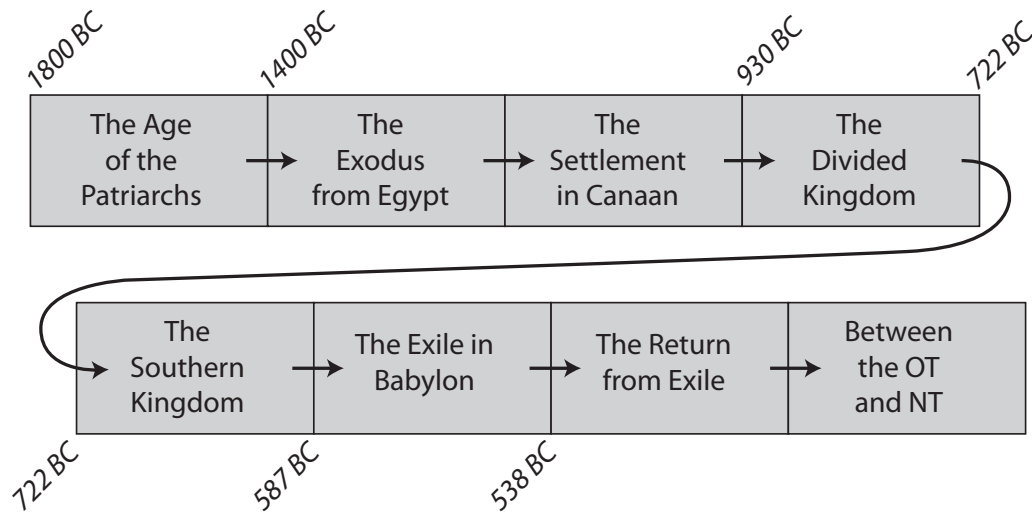 1800 BC
1400 BC
930 BC
722 BC
The Age
of the
Patriarchs
The
Exodus
from Egypt
The
Settlement
in Canaan
The
Divided
Kingdom
The
Southern
Kingdom
The Exile in
Babylon
The Return
from Exile
Between
the OT
and NT
722 BC
587 BC
538 BC